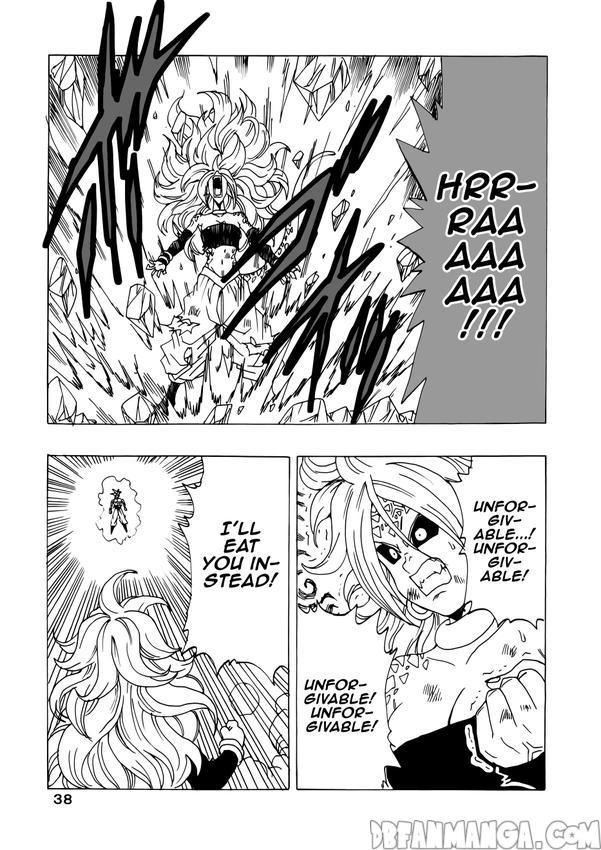 HRR-
RAA
AAA
AAA
!!!
UNFOR-
GIV-
ABLE...!
UNFOR-
GIVABLE!
UNFOR-
GIVABLE!
UNFOR-
GIVABLE!
I'LL
EAT
YOU IN-
STEAD!
38
DBFANMANGA.COM